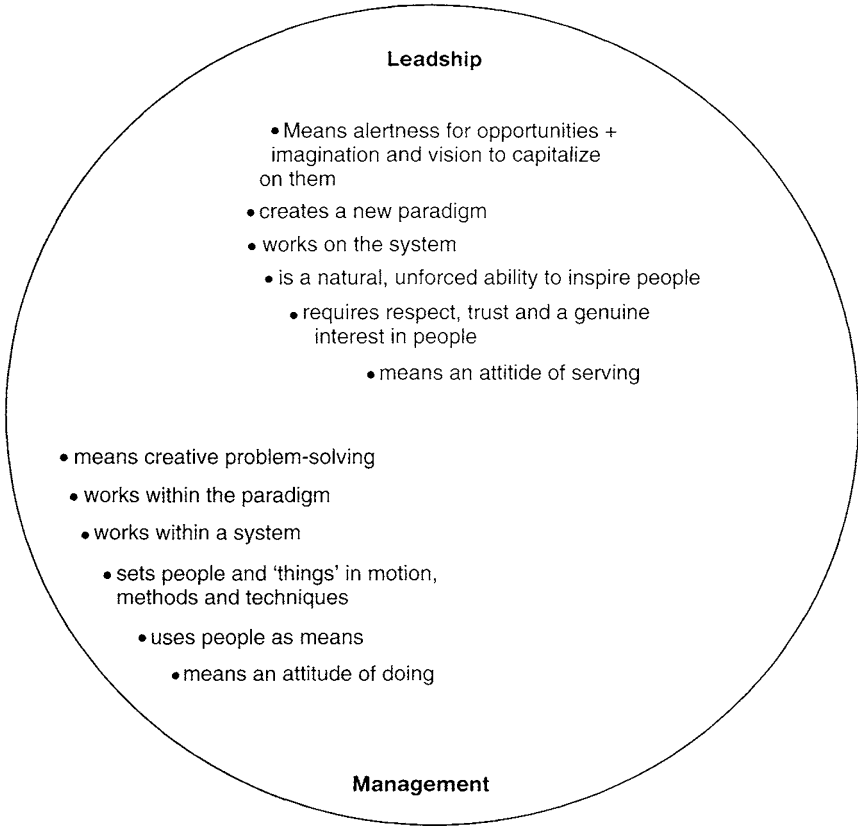 Leadship
• Means alertness for opportunities +
imagination and vision to capitalize
on them
• creates a new paradigm
• works on the system
• is a natural, unforced ability to inspire people
• requires respect, trust and a genuine
interest in people
• means an attitide of serving
• means creative problem-solving
• works within the paradigm
• works within a system
• sets people and ‘things’ in motion,
methods and techniques
• uses people as means
• means an attitude of doing
Management